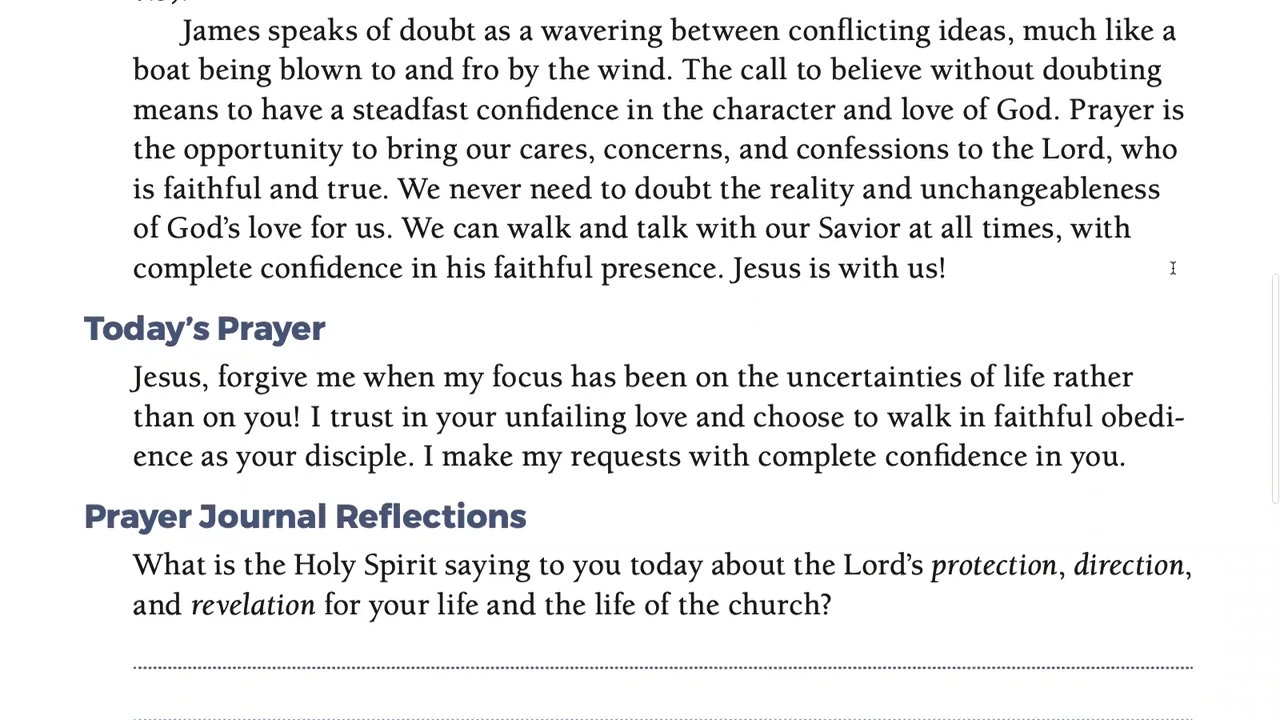 James speaks of doubt as a wavering between conflicting ideas, much like a
boat being blown to and fro by the wind. The call to believe without doubting
means to have a steadfast confidence in the character and love of God. Prayer is
the opportunity to bring our cares, concerns, and confessions to the Lord, who
is faithful and true. We never need to doubt the reality and unchangeableness
of God’s love for us. We can walk and talk with our Savior at all times, with
complete confidence in his faithful presence. Jesus is with us!
Today’s Prayer
Jesus, forgive me when my focus has been on the uncertainties of life rather
than on you! I trust in your unfailing love and choose to walk in faithful obedi-
ence as your disciple. I make my requests with complete confidence in you.
Prayer Journal Reflections
What is the Holy Spirit saying to you today about the Lord’s protection, direction,
and revelation for your life and the life of the church?